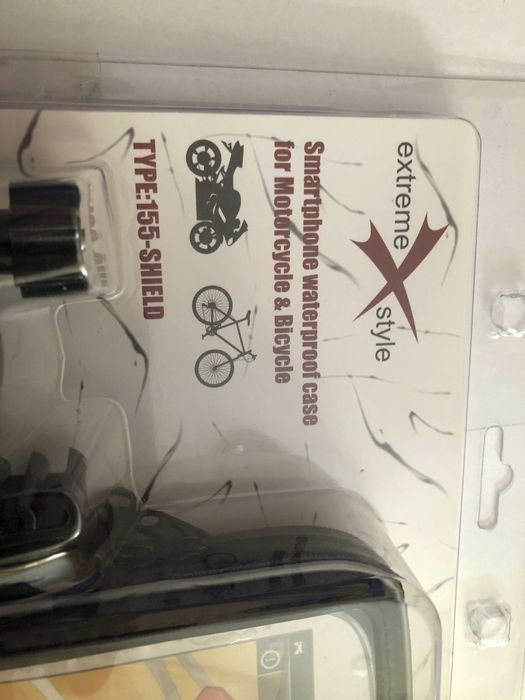 extreme X style
Smartphone waterproof case
for Motorcycle & Bicycle
TYPE:155-SHIELD